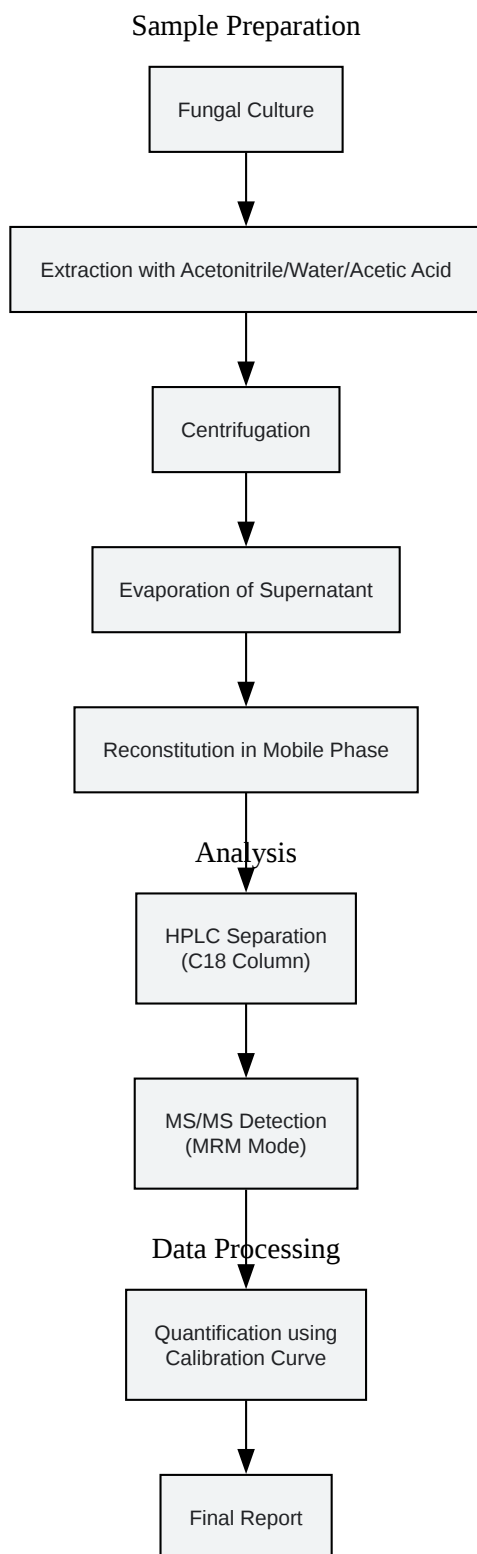 Sample Preparation
Fungal Culture
Extraction with Acetonitrile/Water/Acetic Acid
Centrifugation
Evaporation of Supernatant
Reconstitution in Mobile Phase
Analysis
HPLC Separation
(C18 Column)
MS/MS Detection
(MRM Mode)
Data Processing
Quantification using
Calibration Curve
Final Report